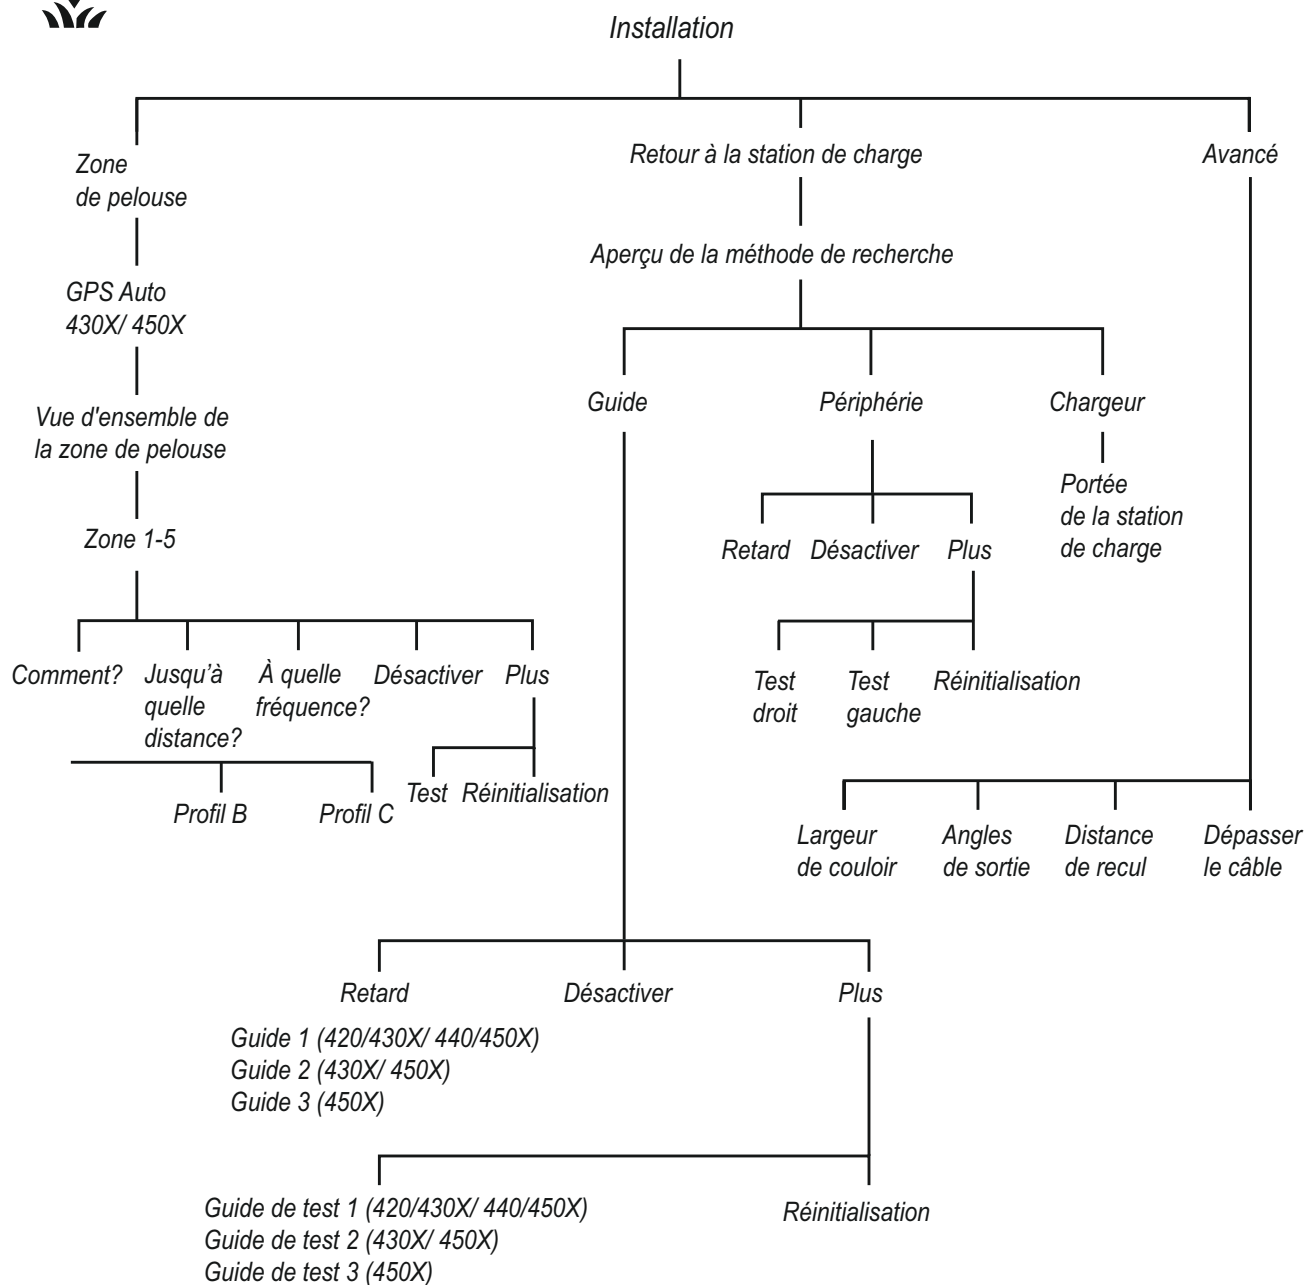 Installation
Zone
de pelouse
Retour à la station de charge
Avancé
Aperçu de la méthode de recherche
GPS Auto
430X/ 450X
Vue d'ensemble de
la zone de pelouse
Guide
Périphérie
Chargeur
Portée
de la station
de charge
Zone 1-5
Retard
Désactiver
Plus
Comment?
Jusqu’à
quelle
distance?
À quelle
fréquence?
Désactiver
Plus
Test
droit
Test
gauche
Réinitialisation
Test
Réinitialisation
Profil B
Profil C
Largeur
de couloir
Angles
de sortie
Distance
de recul
Dépasser
le câble
Retard
Désactiver
Plus
Guide 1 (420/430X/ 440/450X)
Guide 2 (430X/ 450X)
Guide 3 (450X)
Guide de test 1 (420/430X/ 440/450X)
Guide de test 2 (430X/ 450X)
Guide de test 3 (450X)
Réinitialisation